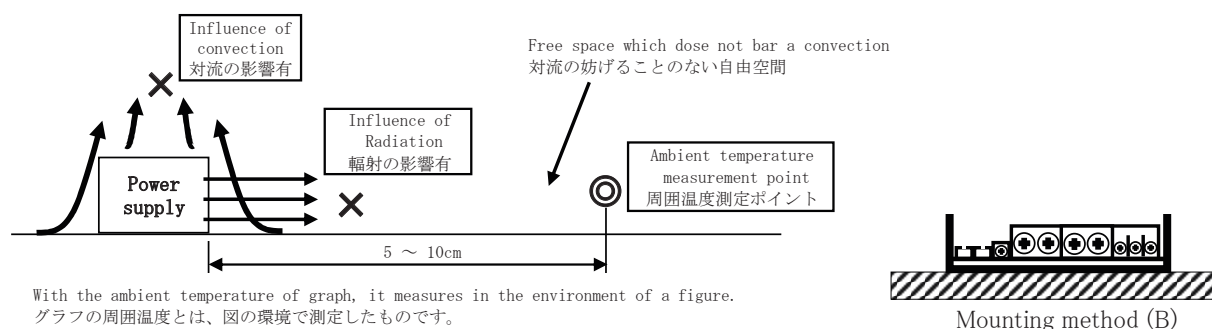 Influence of
convection
対流の影響有
Free space which dose not bar a convection
対流の妨げることのない自由空間
Influence of
Radiation
輻射の影響有
Power
supply
Ambient temperature
measurement point
周囲温度測定ポイント
5 ～ 10cm
With the ambient temperature of graph, it measures in the environment of a figure.
グラフの周囲温度とは、図の環境で測定したものです。
Mounting method (B)